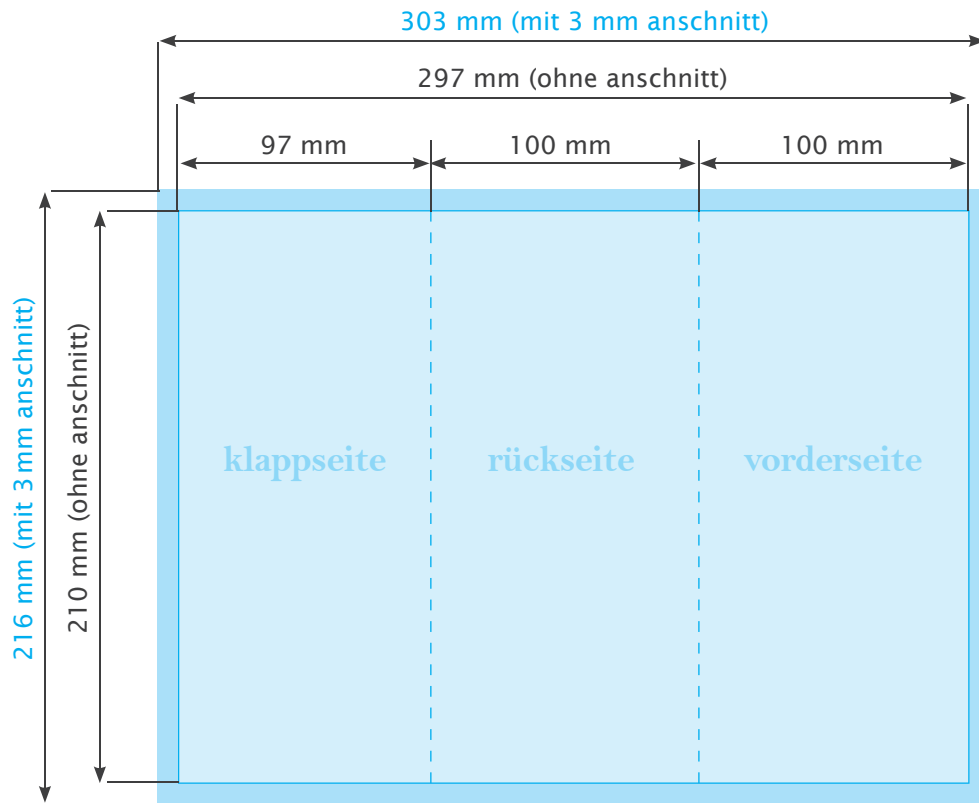 303 mm (mit 3 mm anschnitt)
297 mm (ohne anschnitt)
97 mm
100 mm
100 mm
216 mm (mit 3 mm anschnitt)
210 mm (ohne anschnitt)
klappseite
rückseite
vorderseite